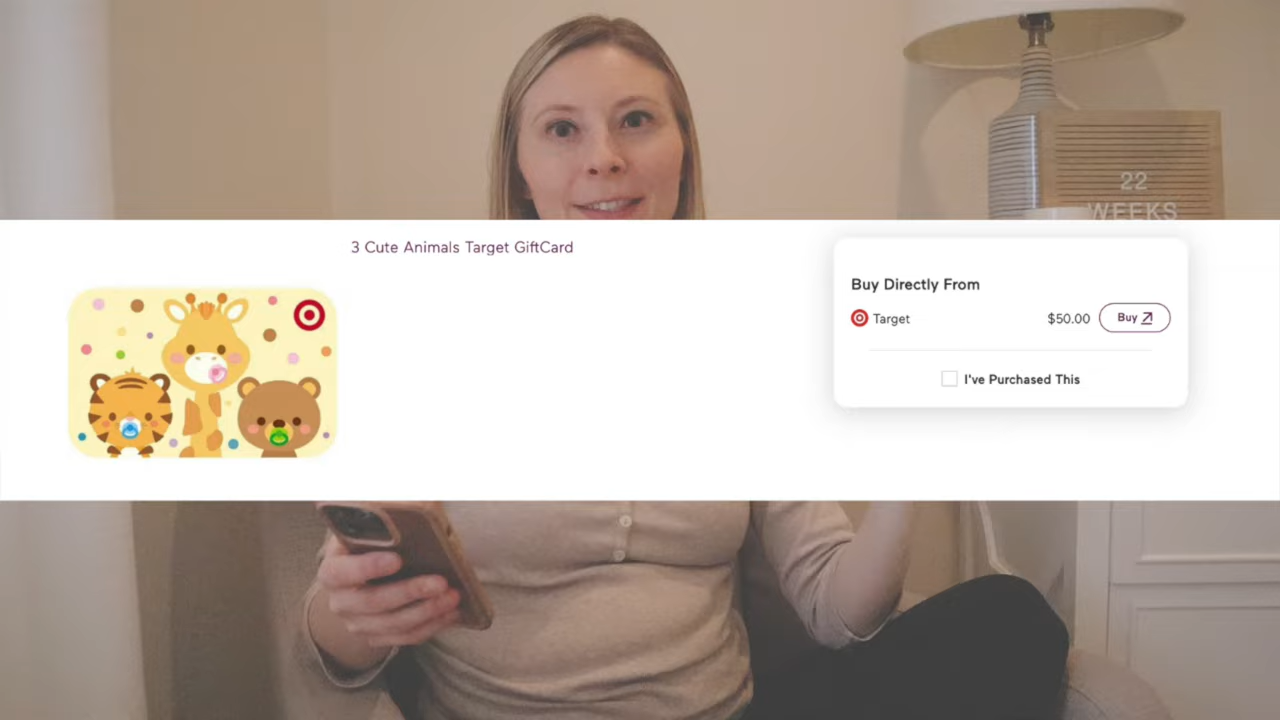 22
WEEKS
3 Cute Animals Target GiftCard
Buy Directly From
Target
$50.00
Buy
I've Purchased This